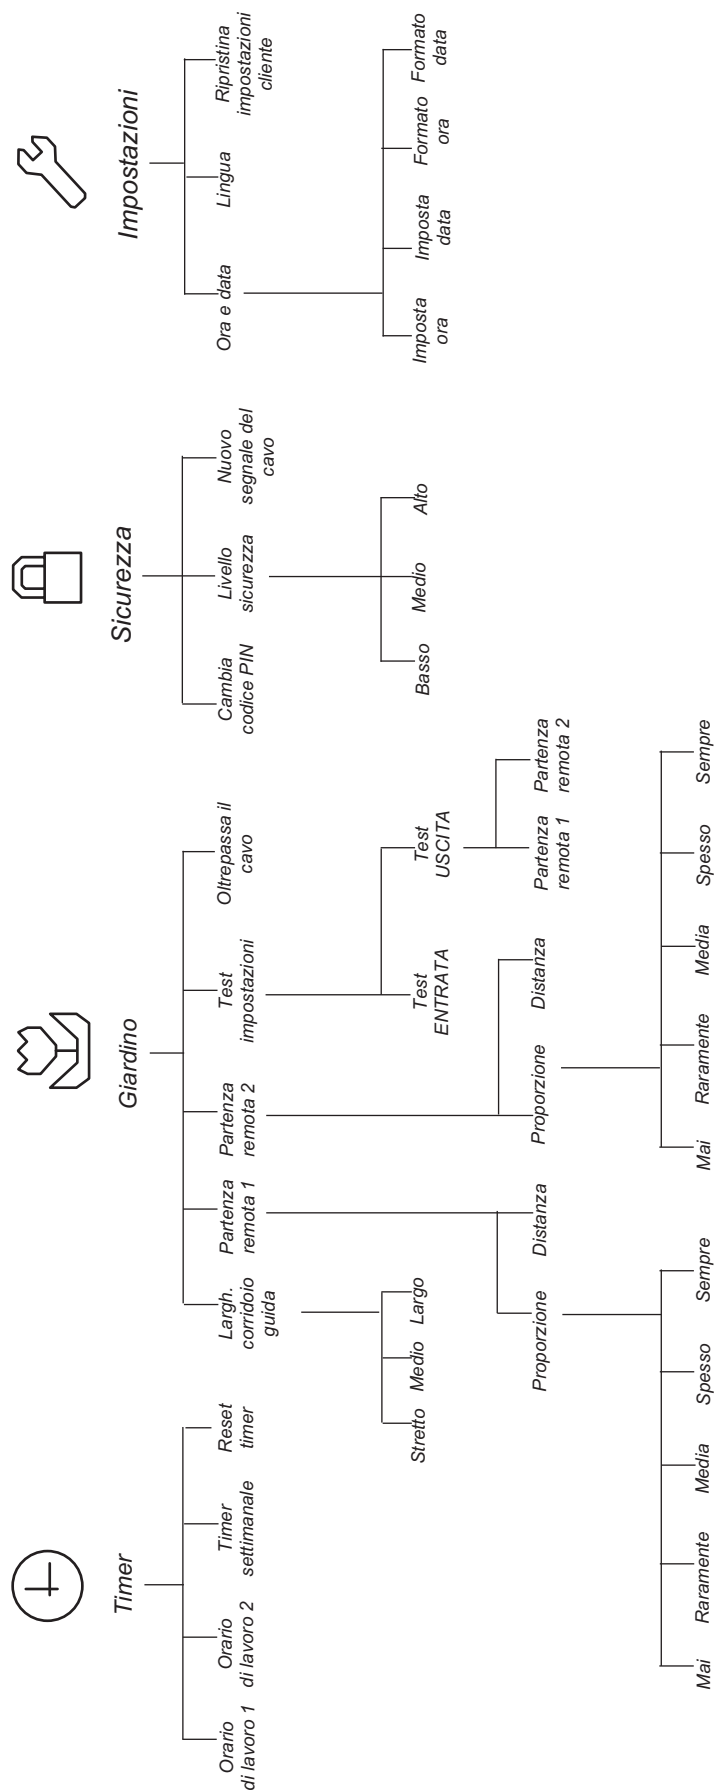 Timer
Orario
di lavoro 1
Orario
di lavoro 2
Timer
settimanale
Reset
timer
Giardino
Largh.
corridoio
guida
Stretto
Medio
Largo
Partenza
remota 1
Proporzione
Mai
Raramente
Media
Spesso
Sempre
Distanza
Partenza
remota 2
Proporzione
Mai
Raramente
Media
Spesso
Sempre
Distanza
Test
impostazioni
Test
ENTRATA
Test
USCITA
Partenza
remota 1
Partenza
remota 2
Oltrepassa il
cavo
Sicurezza
Cambia
codice PIN
Livello
sicurezza
Basso
Medio
Alto
Nuovo
segnale del
cavo
Impostazioni
Ora e data
Imposta
ora
Imposta
data
Formato
ora
Formato
data
Lingua
Ripristina
impostazioni
cliente